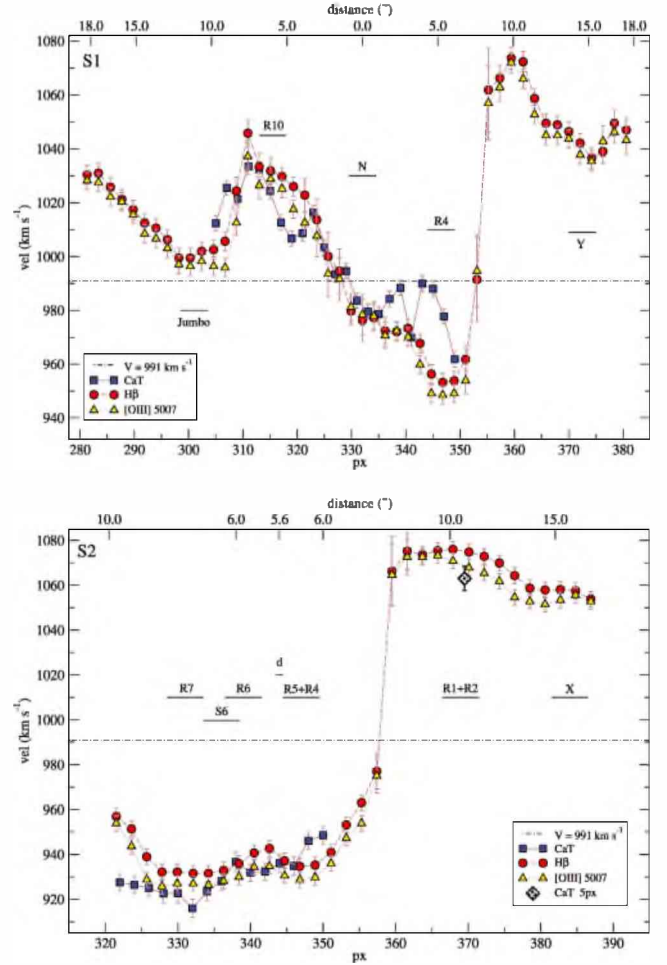 distance (")
18.0 15.0 10.0 7.5 6.7 5.0 0.0 5.0 10.0 15.0 18.0
1080
S1
1060
R10
1040
N
1020
R4
1000
Y
980
Jumbo
960
940
vel (km s⁻¹)
V = 991 km s⁻¹
CaT
Hβ
[OIII] 5007
280 290 300 310 320 330 340 350 360 370 380
px
distance (")
10.0 6.0 5.6 6.0 10.0 15.0
1080
S2
1060
1040
d
1020
R7 R6 R5+R4 R1+R2 X
S6
1000
980
960
940
920
vel (km s⁻¹)
V = 991 km s⁻¹
CaT
Hβ
[OIII] 5007
CaT 5px
320 330 340 350 360 370 380 390
px